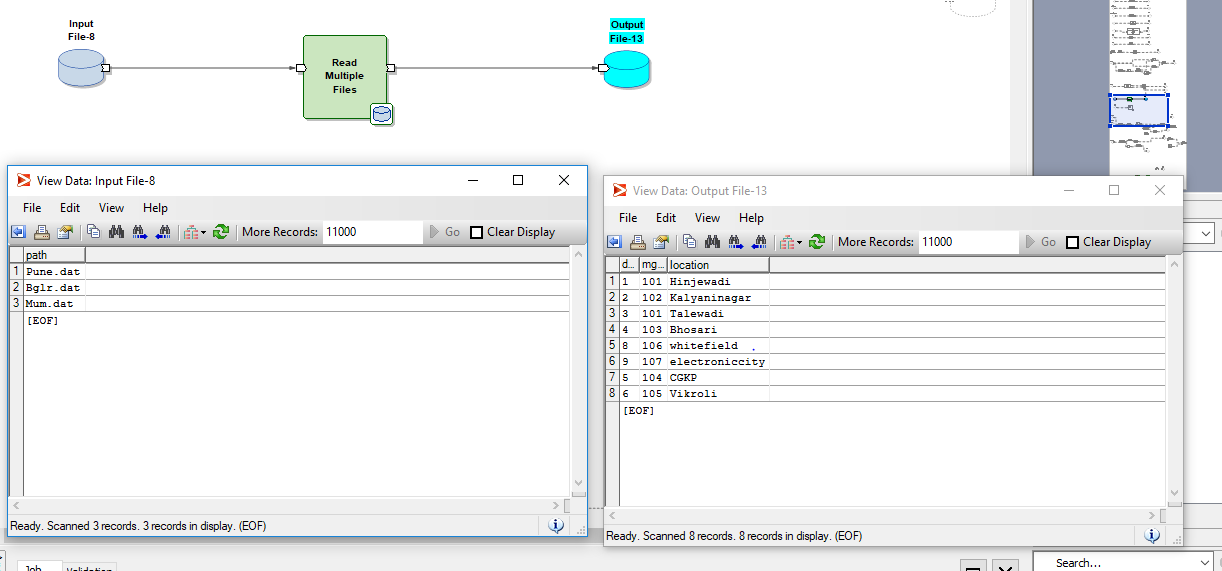 Input
File-8
Read
Multiple
Files
Output
File-13
View Data: Input File-8
File Edit View Help
More Records: 11000 Go Clear Display
path
1 Pune.dat
2 Bglr.dat
3 Mum.dat
[EOF]
Ready. Scanned 3 records. 3 records in display. (EOF)
View Data: Output File-13
File Edit View Help
More Records: 11000 Go Clear Display
d... mg... location
1 1 101 Hinjewadi
2 2 102 Kalyaninagar
3 3 101 Talewadi
4 4 103 Bhosari
5 8 106 whitefield
6 9 107 electroniccity
7 5 104 CGKP
8 6 105 Vikroli
[EOF]
Ready. Scanned 8 records. 8 records in display. (EOF)
Job Validation
Search...